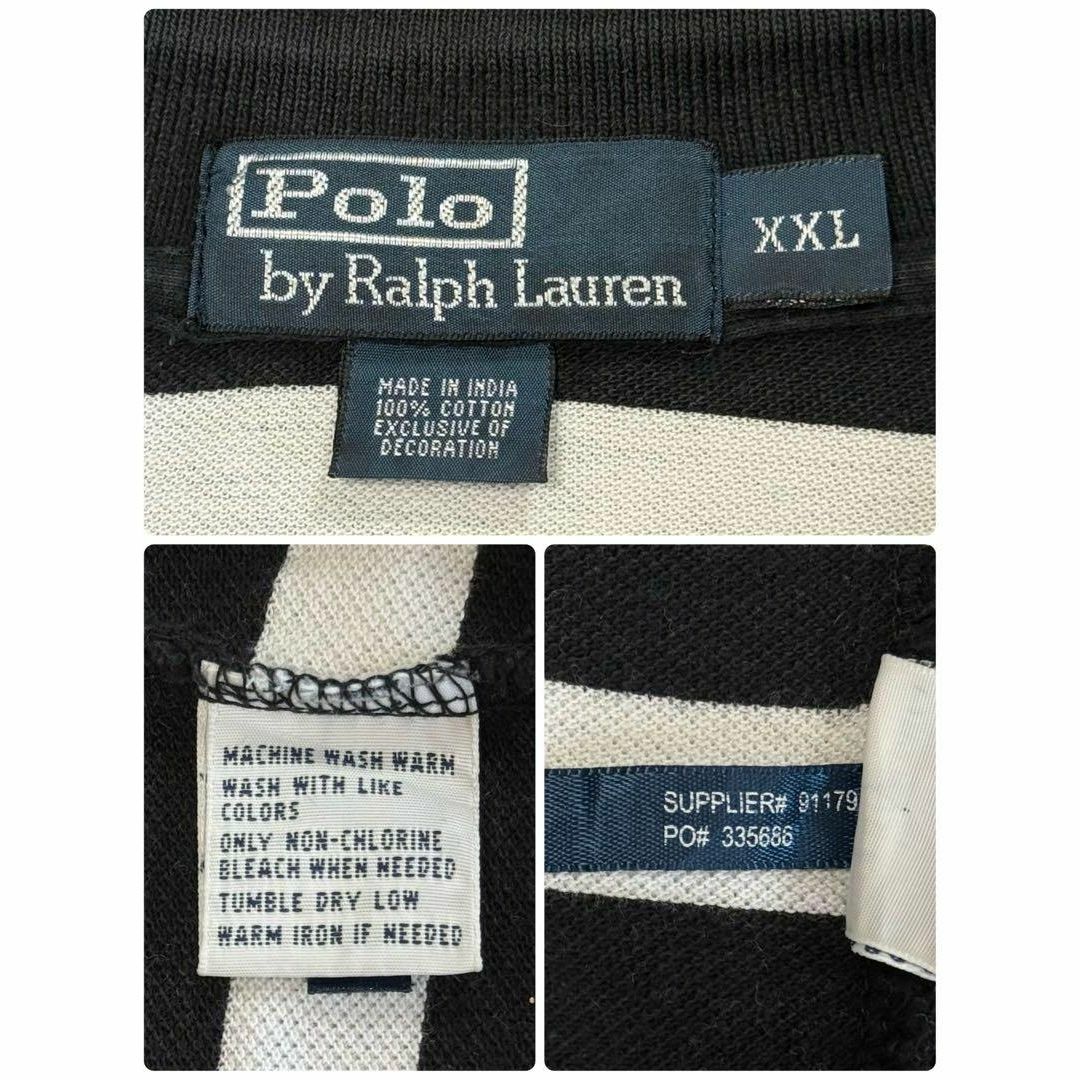 Polo
by Ralph Lauren
XXL
MADE IN INDIA
100% COTTON
EXCLUSIVE OF
DECORATION
MACHINE WASH WARM
WASH WITH LIKE
COLORS
ONLY NON-CHLORINE
BLEACH WHEN NEEDED
TUMBLE DRY LOW
WARM IRON IF NEEDED
SUPPLIER# 91179
PO# 335686